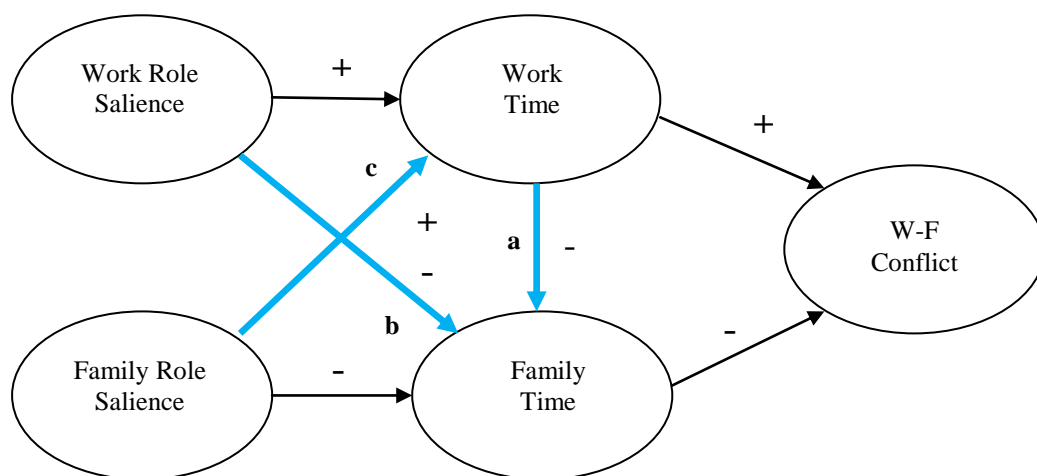 Work Role
Salience
+
Work
Time
+
c
+
-
a
-
W-F
Conflict
b
Family Role
Salience
-
Family
Time
-